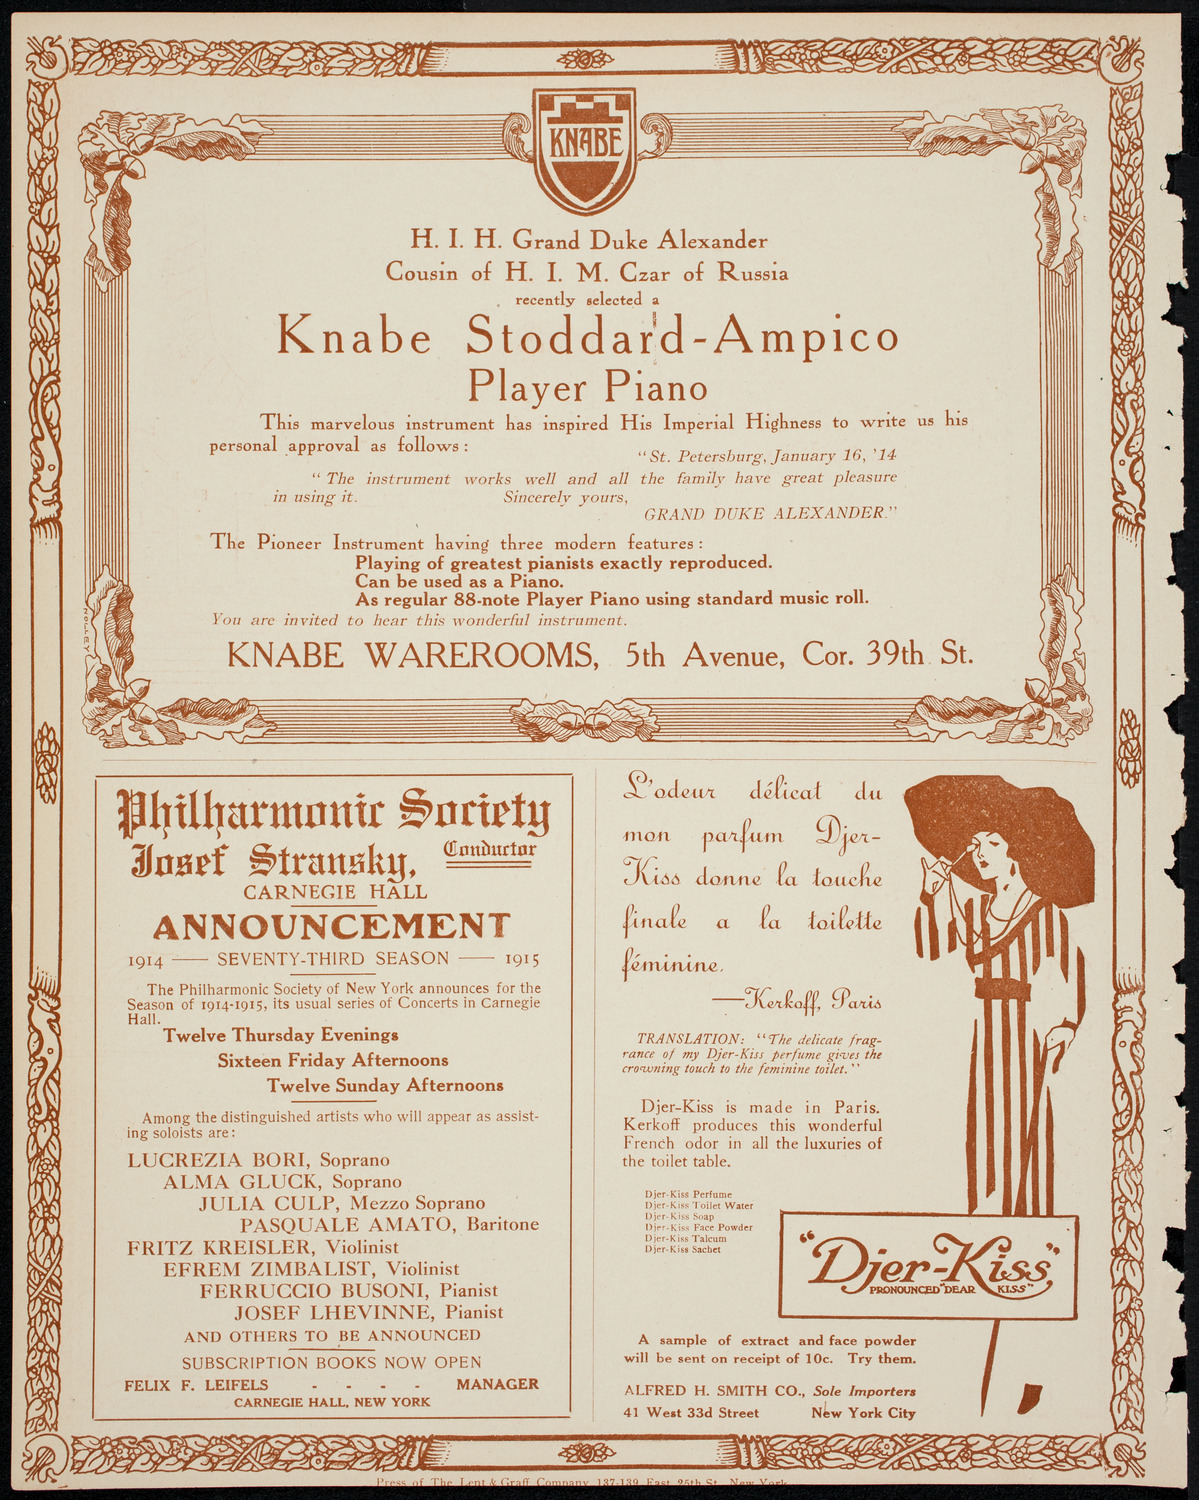 KNABE
H. I. H. Grand Duke Alexander
Cousin of H. I. M. Czar of Russia
recently selected a
Knabe Stoddard-Ampico
Player Piano
This marvelous instrument has inspired His Imperial Highness to write us his
personal approval as follows:
"St. Petersburg, January 16, '14
"The instrument works well and all the family have great pleasure
in using it. Sincerely yours,
GRAND DUKE ALEXANDER."
The Pioneer Instrument having three modern features:
Playing of greatest pianists exactly reproduced.
Can be used as a Piano.
As regular 88-note Player Piano using standard music roll.
You are invited to hear this wonderful instrument.
KNABE WAREROOMS, 5th Avenue, Cor. 39th St.
Philharmonic Society
Josef Stransky, Conductor
CARNEGIE HALL
ANNOUNCEMENT
1914 — SEVENTY-THIRD SEASON — 1915
The Philharmonic Society of New York announces for the
Season of 1914-1915, its usual series of Concerts in Carnegie
Hall.
Twelve Thursday Evenings
Sixteen Friday Afternoons
Twelve Sunday Afternoons
Among the distinguished artists who will appear as assist-
ing soloists are:
LUCREZIA BORI, Soprano
ALMA GLUCK, Soprano
JULIA CULP, Mezzo Soprano
PASQUALE AMATO, Baritone
FRITZ KREISLER, Violinist
EFREM ZIMBALIST, Violinist
FERRUCCIO BUSONI, Pianist
JOSEF LHEVINNE, Pianist
AND OTHERS TO BE ANNOUNCED
SUBSCRIPTION BOOKS NOW OPEN
FELIX F. LEIFELS - - - - MANAGER
CARNEGIE HALL, NEW YORK
L'odeur délicat du
mon parfum Djer-
Kiss donne la touche
finale a la toilette
féminine.
—Kerkoff, Paris
TRANSLATION: "The delicate frag-
rance of my Djer-Kiss perfume gives the
crowning touch to the feminine toilet."
Djer-Kiss is made in Paris.
Kerkoff produces this wonderful
French odor in all the luxuries of
the toilet table.
Djer-Kiss Perfume
Djer-Kiss Toilet Water
Djer-Kiss Soap
Djer-Kiss Face Powder
Djer-Kiss Talcum
Djer-Kiss Sachet
"Djer-Kiss"
PRONOUNCED "DEAR KISS"
A sample of extract and face powder
will be sent on receipt of 10c. Try them.
ALFRED H. SMITH CO., Sole Importers
41 West 33d Street New York City
Press of The Lent & Graff Company, 137-139 East 25th St., New York